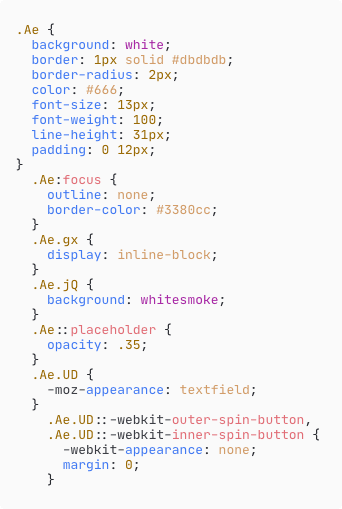 .Ae {
  background: white;
  border: 1px solid #dbdbdb;
  border-radius: 2px;
  color: #666;
  font-size: 13px;
  font-weight: 100;
  line-height: 31px;
  padding: 0 12px;
}
  .Ae:focus {
    outline: none;
    border-color: #3380cc;
  }
  .Ae.gx {
    display: inline-block;
  }
  .Ae.jQ {
    background: whitesmoke;
  }
  .Ae::placeholder {
    opacity: .35;
  }
  .Ae.UD {
    -moz-appearance: textfield;
  }
    .Ae.UD::-webkit-outer-spin-button,
    .Ae.UD::-webkit-inner-spin-button {
      -webkit-appearance: none;
      margin: 0;
    }